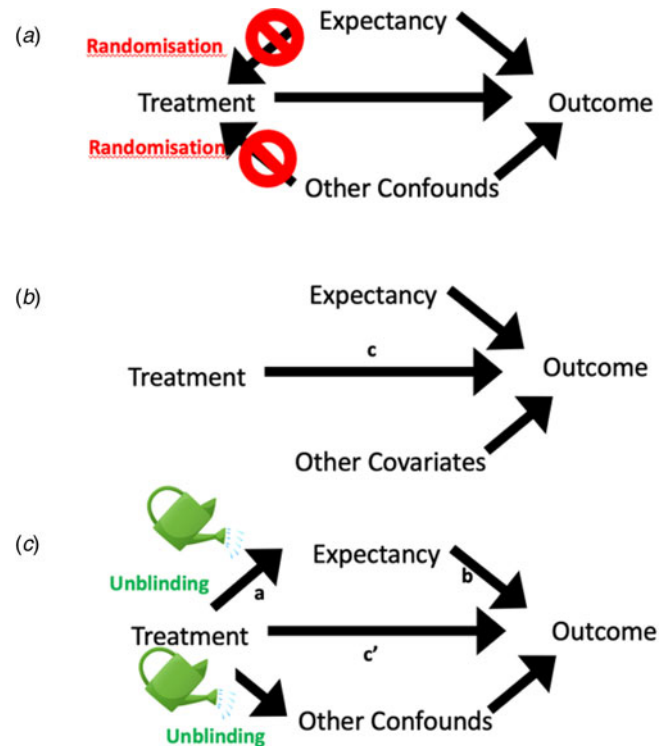 (a)
Expectancy
Randomisation
Treatment
Outcome
Randomisation
Other Confounds
(b)
Expectancy
c
Treatment
Outcome
Other Covariates
(c)
Expectancy
b
Unblinding
a
Treatment
Outcome
c'
Other Confounds
Unblinding